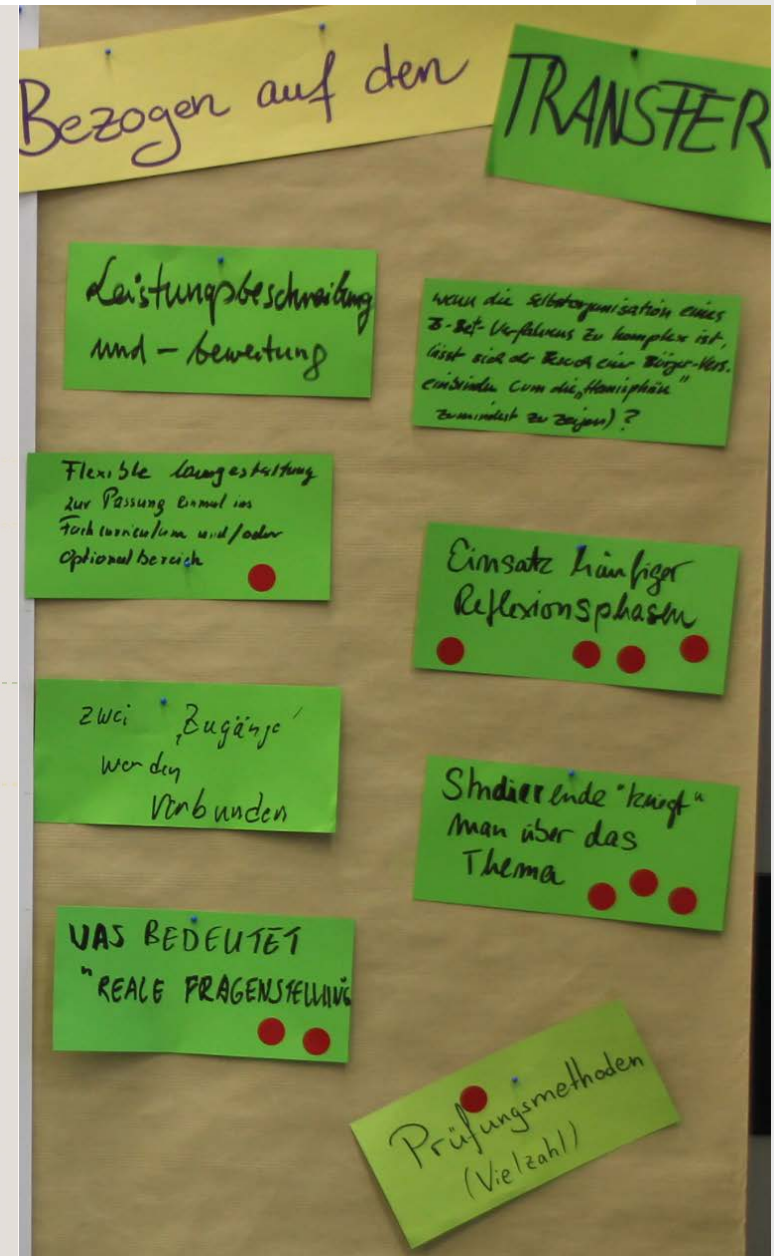 Bezogen auf den TRANSFER
Leistungsbeschreibung
und - bewertung
wenn die Selbstorganisation eines
B-Bet-Verfahrens zu komplex ist,
lässt sich der Besuch einer Bürger-Vers.
einbinden (um die
zumindest zu zeigen)?
Flexible
zur Passung einmal ins
Fachcurriculum und/oder
Optionalbereich
Einsatz häufiger
Reflexionsphasen
zwei "Zugänge"
werden
verbunden
Studierende "kriegt"
man über das
Thema
WAS BEDEUTET
"REALE FRAGENSTELLUNG
Prüfungsmethoden
(Vielzahl)